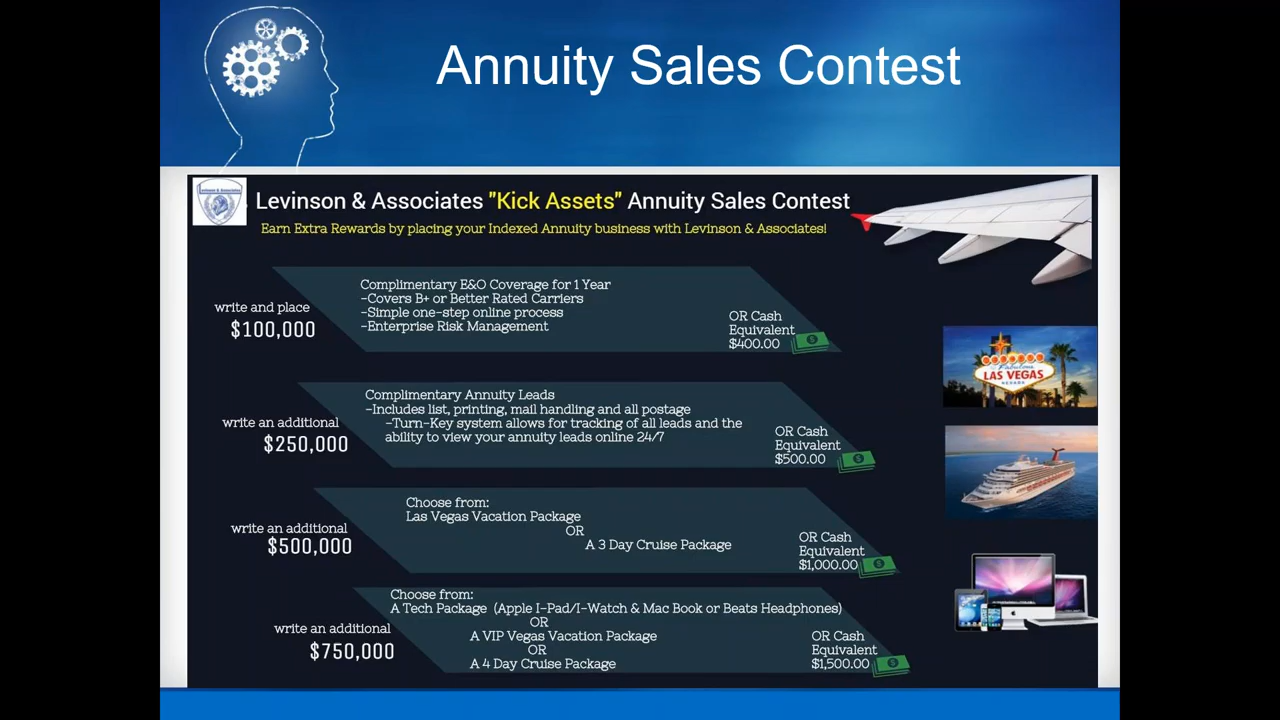 Annuity Sales Contest
Levinson & Associates
Levinson & Associates "Kick Assets" Annuity Sales Contest
Earn Extra Rewards by placing your Indexed Annuity business with Levinson & Associates!
write and place
$100,000
Complimentary E&O Coverage for 1 Year
-Covers B+ or Better Rated Carriers
-Simple one-step online process
-Enterprise Risk Management
OR Cash
Equivalent
$400.00
write an additional
$250,000
Complimentary Annuity Leads
-Includes list, printing, mail handling and all postage
-Turn-Key system allows for tracking of all leads and the
ability to view your annuity leads online 24/7
OR Cash
Equivalent
$500.00
write an additional
$500,000
Choose from:
Las Vegas Vacation Package
OR
A 3 Day Cruise Package
OR Cash
Equivalent
$1,000.00
write an additional
$750,000
Choose from:
A Tech Package (Apple I-Pad/I-Watch & Mac Book or Beats Headphones)
OR
A VIP Vegas Vacation Package
OR
A 4 Day Cruise Package
OR Cash
Equivalent
$1,500.00
WELCOME
to Fabulous
LAS VEGAS
NEVADA